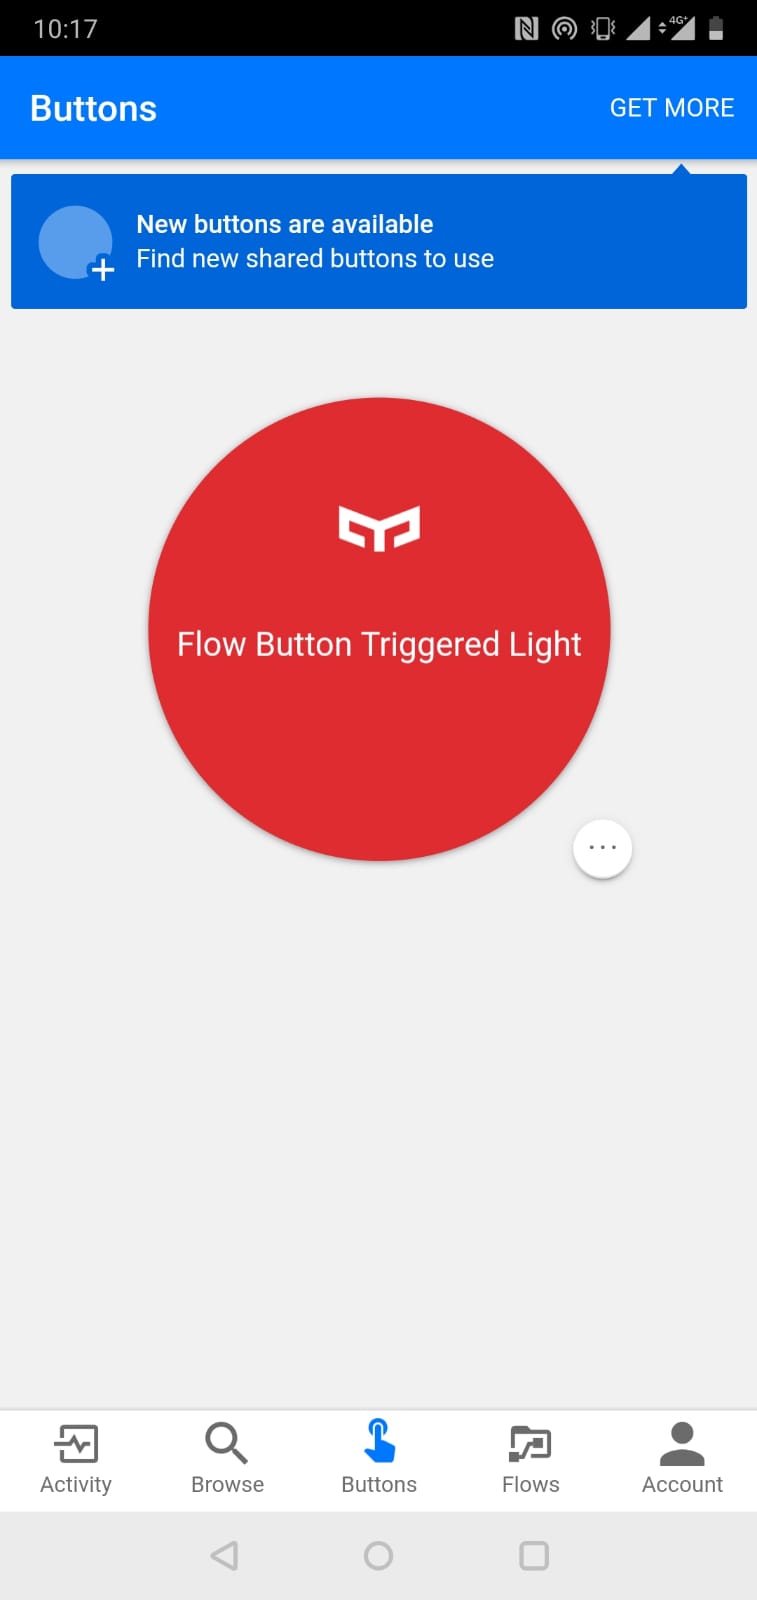 10:17
4G+
Buttons
GET MORE
New buttons are available
Find new shared buttons to use
Flow Button Triggered Light
Activity
Browse
Buttons
Flows
Account